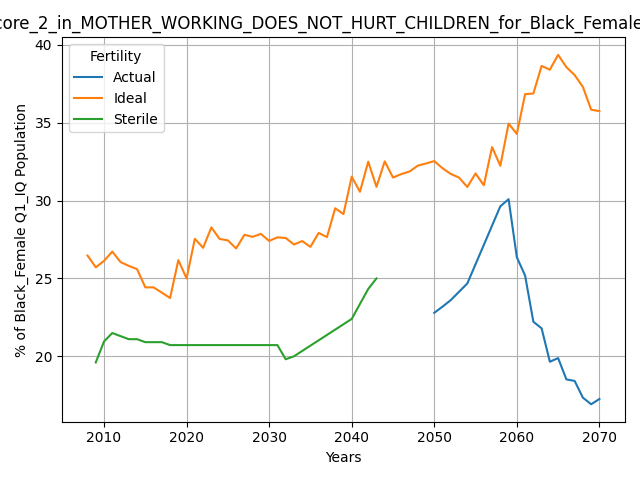 core_2_in_MOTHER_WORKING_DOES_NOT_HURT_CHILDREN_for_Black_Female
Fertility
Actual
Ideal
Sterile
% of Black_Female Q1_IQ Population
40
35
30
25
20
2010 2020 2030 2040 2050 2060 2070
Years